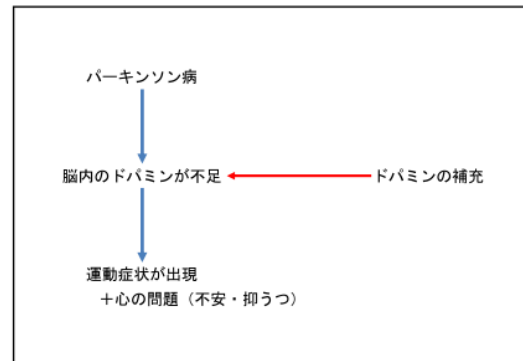 パーキンソン病
脳内のドパミンが不足
ドパミンの補充
運動症状が出現
＋心の問題（不安・抑うつ）